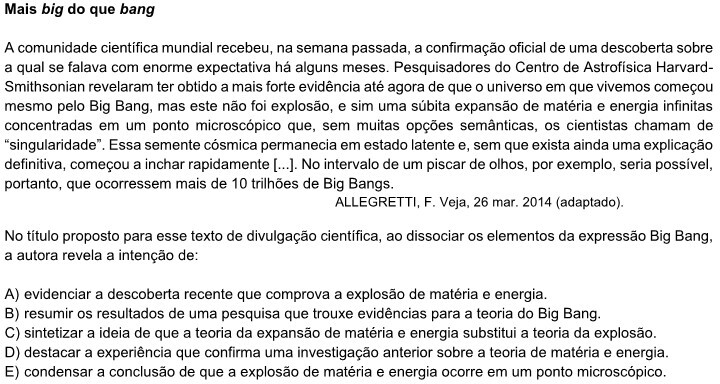 Mais big do que bang
A comunidade científica mundial recebeu, na semana passada, a confirmação oficial de uma descoberta sobre
a qual se falava com enorme expectativa há alguns meses. Pesquisadores do Centro de Astrofísica Harvard-
Smithsonian revelaram ter obtido a mais forte evidência até agora de que o universo em que vivemos começou
mesmo pelo Big Bang, mas este não foi explosão, e sim uma súbita expansão de matéria e energia infinitas
concentradas em um ponto microscópico que, sem muitas opções semânticas, os cientistas chamam de
“singularidade”. Essa semente cósmica permanecia em estado latente e, sem que exista ainda uma explicação
definitiva, começou a inchar rapidamente [...]. No intervalo de um piscar de olhos, por exemplo, seria possível,
portanto, que ocorressem mais de 10 trilhões de Big Bangs.
ALLEGRETTI, F. Veja, 26 mar. 2014 (adaptado).
No título proposto para esse texto de divulgação científica, ao dissociar os elementos da expressão Big Bang,
a autora revela a intenção de:
A) evidenciar a descoberta recente que comprova a explosão de matéria e energia.
B) resumir os resultados de uma pesquisa que trouxe evidências para a teoria do Big Bang.
C) sintetizar a ideia de que a teoria da expansão de matéria e energia substitui a teoria da explosão.
D) destacar a experiência que confirma uma investigação anterior sobre a teoria de matéria e energia.
E) condensar a conclusão de que a explosão de matéria e energia ocorre em um ponto microscópico.